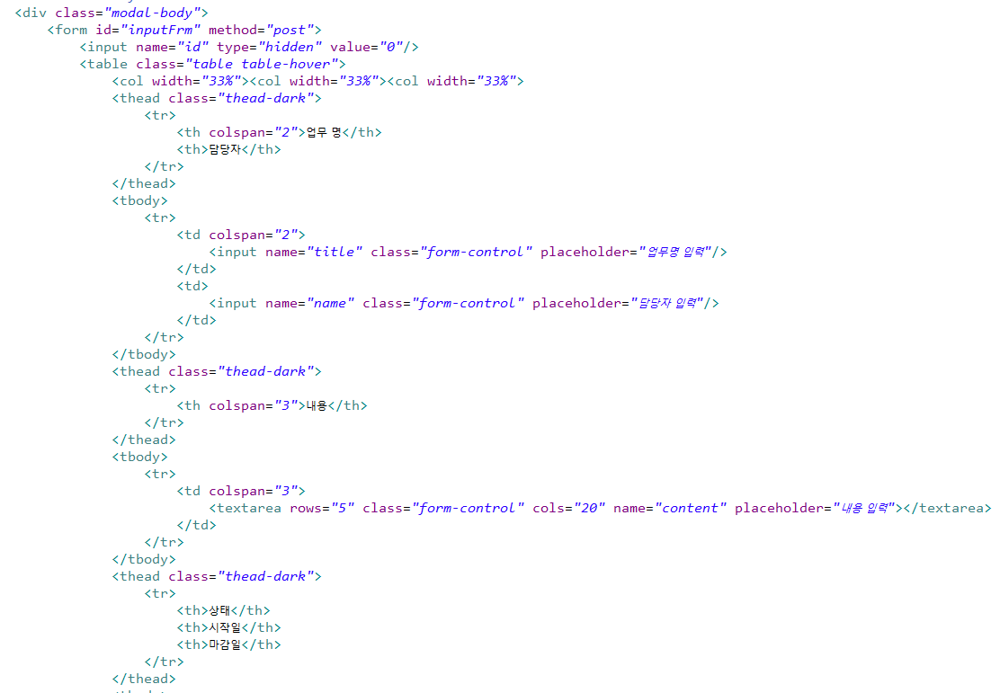 <div class="modal-body">
<form id="inputFrm" method="post">
<input name="id" type="hidden" value="0"/>
<table class="table table-hover">
<col width="33%"><col width="33%"><col width="33%">
<thead class="thead-dark">
<tr>
<th colspan="2">업무 명</th>
<th>담당자</th>
</tr>
</thead>
<tbody>
<tr>
<td colspan="2">
<input name="title" class="form-control" placeholder="업무명 입력"/>
</td>
<td>
<input name="name" class="form-control" placeholder="담당자 입력"/>
</td>
</tr>
</tbody>
<thead class="thead-dark">
<tr>
<th colspan="3">내용</th>
</tr>
</thead>
<tbody>
<tr>
<td colspan="3">
<textarea rows="5" class="form-control" cols="20" name="content" placeholder="내용 입력"></textarea>
</td>
</tr>
</tbody>
<thead class="thead-dark">
<tr>
<th>상태</th>
<th>시작일</th>
<th>마감일</th>
</tr>
</thead>